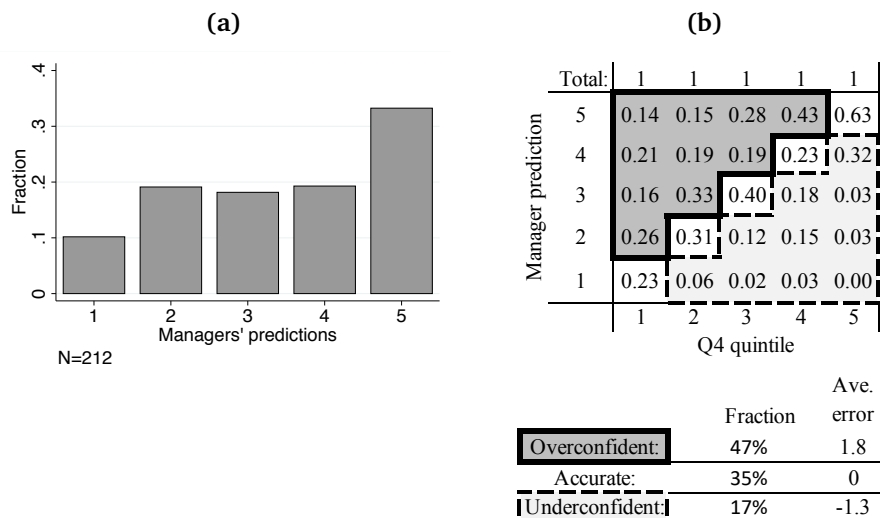 (a)
Fraction
.4
.3
.2
.1
0
1 2 3 4 5
Managers' predictions
N=212
(b)
Manager prediction
Total: 1 1 1 1 1
5 0.14 0.15 0.28 0.43 0.63
4 0.21 0.19 0.19 0.23 0.32
3 0.16 0.33 0.40 0.18 0.03
2 0.26 0.31 0.12 0.15 0.03
1 0.23 0.06 0.02 0.03 0.00
1 2 3 4 5
Q4 quintile
Fraction Ave. error
Overconfident: 47% 1.8
Accurate: 35% 0
Underconfident: 17% -1.3